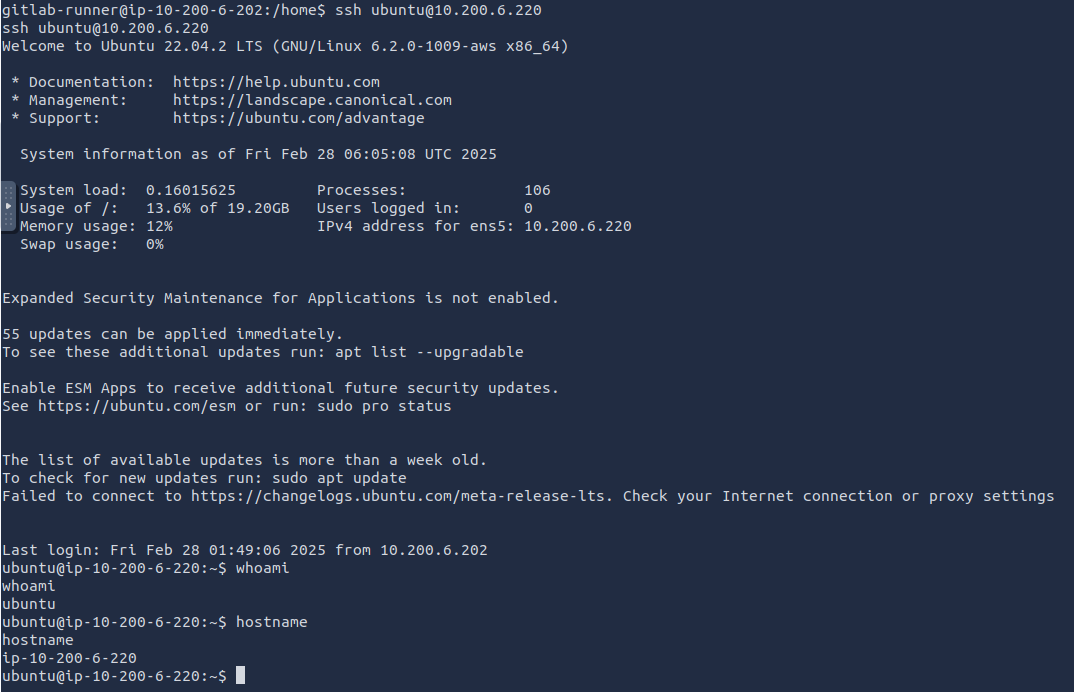 gitlab-runner@ip-10-200-6-202:/home$ ssh ubuntu@10.200.6.220
ssh ubuntu@10.200.6.220
Welcome to Ubuntu 22.04.2 LTS (GNU/Linux 6.2.0-1009-aws x86_64)
* Documentation:  https://help.ubuntu.com
* Management:     https://landscape.canonical.com
* Support:        https://ubuntu.com/advantage
System information as of Fri Feb 28 06:05:08 UTC 2025
System load:  0.16015625         Processes:             106
Usage of /:   13.6% of 19.20GB   Users logged in:       0
Memory usage: 12%                IPv4 address for ens5: 10.200.6.220
Swap usage:   0%
Expanded Security Maintenance for Applications is not enabled.
55 updates can be applied immediately.
To see these additional updates run: apt list --upgradable
Enable ESM Apps to receive additional future security updates.
See https://ubuntu.com/esm or run: sudo pro status
The list of available updates is more than a week old.
To check for new updates run: sudo apt update
Failed to connect to https://changelogs.ubuntu.com/meta-release-lts. Check your Internet connection or proxy settings
Last login: Fri Feb 28 01:49:06 2025 from 10.200.6.202
ubuntu@ip-10-200-6-220:~$ whoami
whoami
ubuntu
ubuntu@ip-10-200-6-220:~$ hostname
hostname
ip-10-200-6-220
ubuntu@ip-10-200-6-220:~$